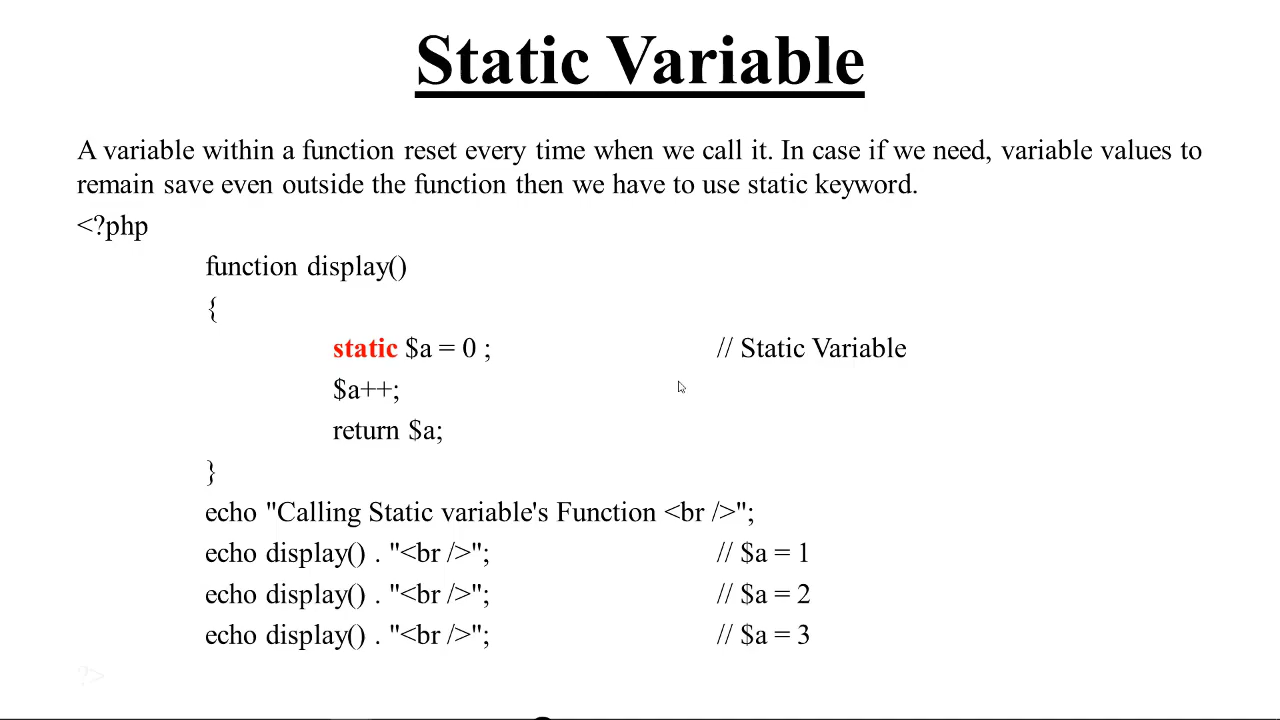 Static Variable
A variable within a function reset every time when we call it. In case if we need, variable values to
remain save even outside the function then we have to use static keyword.
<?php
function display()
{
static $a = 0 ; // Static Variable
$a++;
return $a;
}
echo "Calling Static variable's Function <br />";
echo display() . "<br />"; // $a = 1
echo display() . "<br />"; // $a = 2
echo display() . "<br />"; // $a = 3
?>